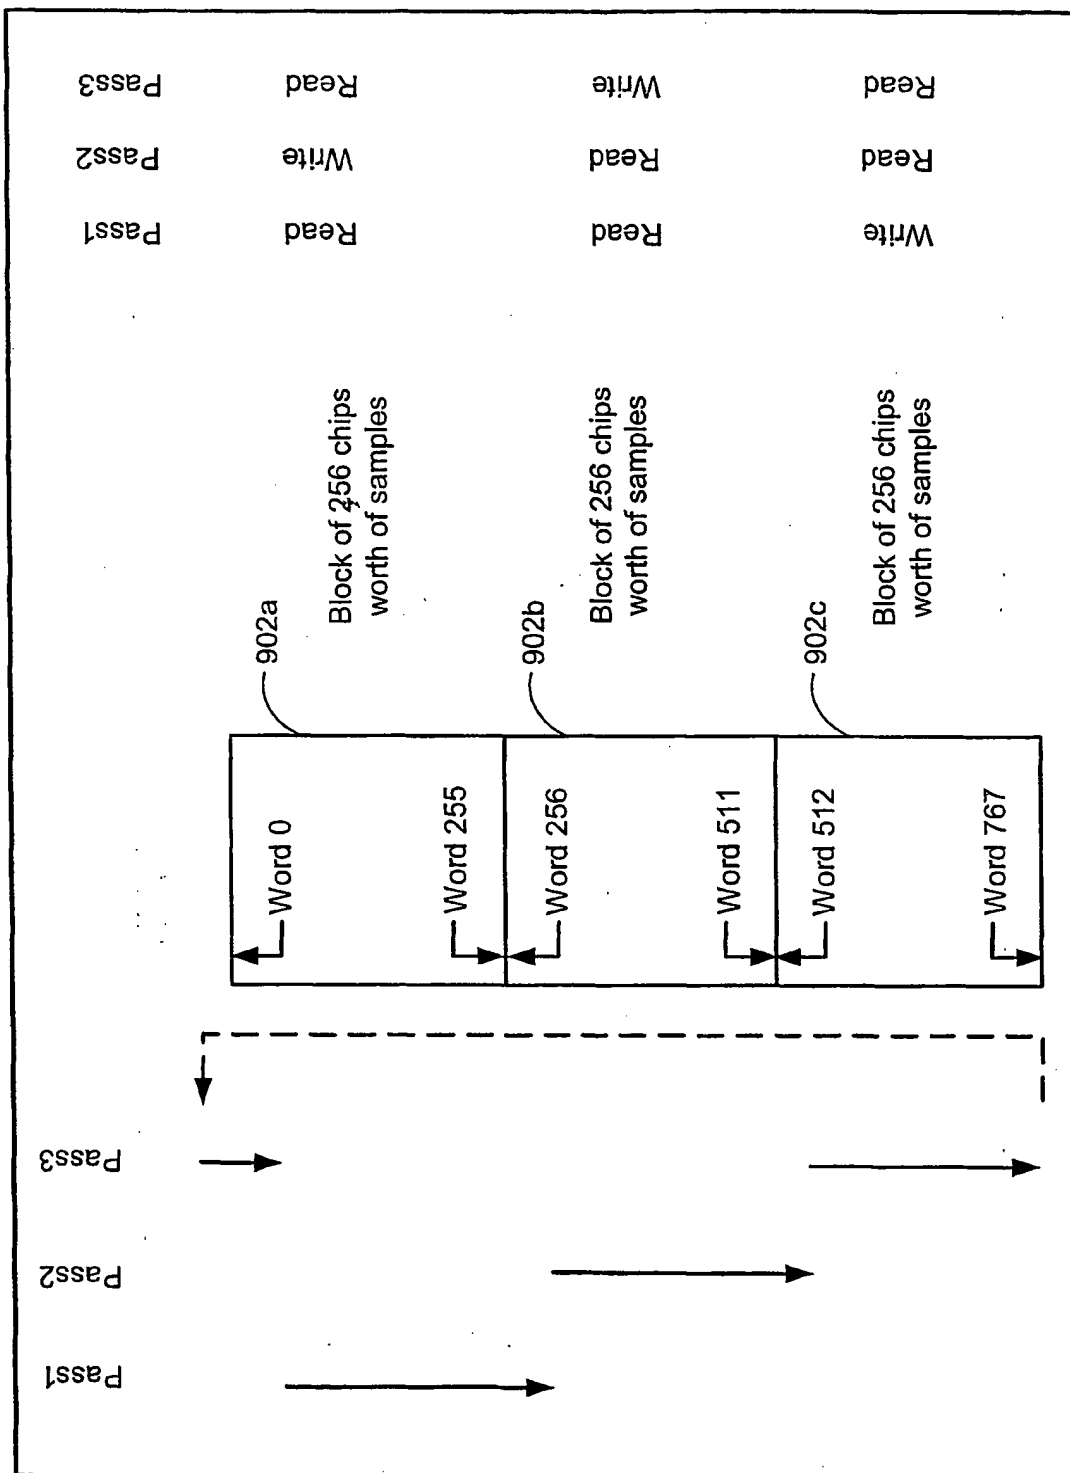 Pass3 Read Write Read
Pass2 Write Read Read
Pass1 Read Read Write
Block of 256 chips
worth of samples
Block of 256 chips
worth of samples
Block of 256 chips
worth of samples
902a
902b
902c
Word 0
Word 255
Word 256
Word 511
Word 512
Word 767
Pass3
Pass2
Pass1